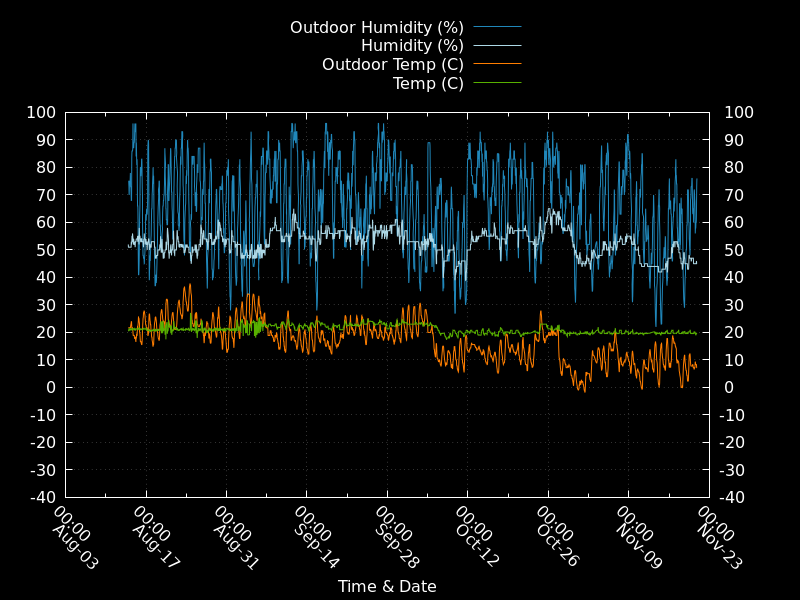 Outdoor Humidity (%)
Humidity (%)
Outdoor Temp (C)
Temp (C)
100 100
90 90
80 80
70 70
60 60
50 50
40 40
30 30
20 20
10 10
0 0
-10 -10
-20 -20
-30 -30
-40 -40
00:00 Aug-03
00:00 Aug-17
00:00 Aug-31
00:00 Sep-14
00:00 Sep-28
00:00 Oct-12
00:00 Oct-26
00:00 Nov-09
00:00 Nov-23
Time & Date